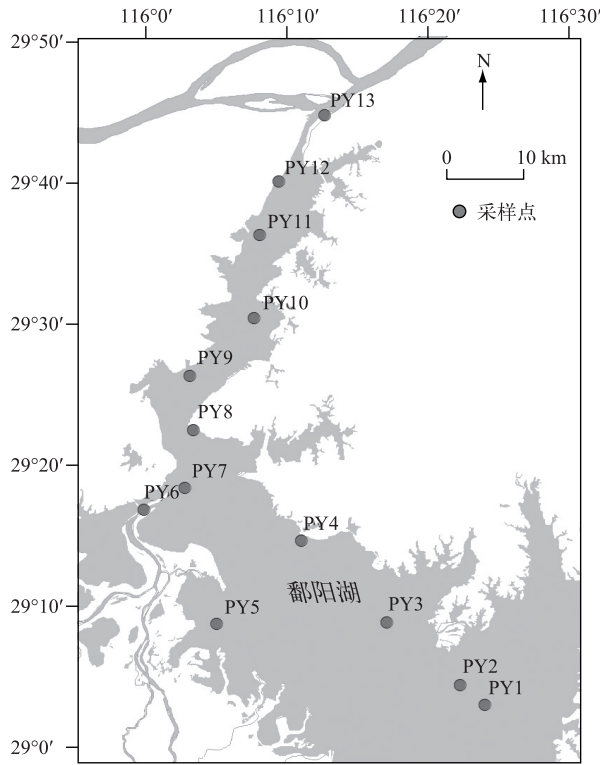 116°0′ 116°10′ 116°20′ 116°30′
29°50′
N
PY13
0 10 km
PY12
29°40′
采样点
PY11
PY10
29°30′
PY9
PY8
29°20′
PY7
PY6
PY4
鄱阳湖
29°10′
PY5
PY3
PY2
PY1
29°0′